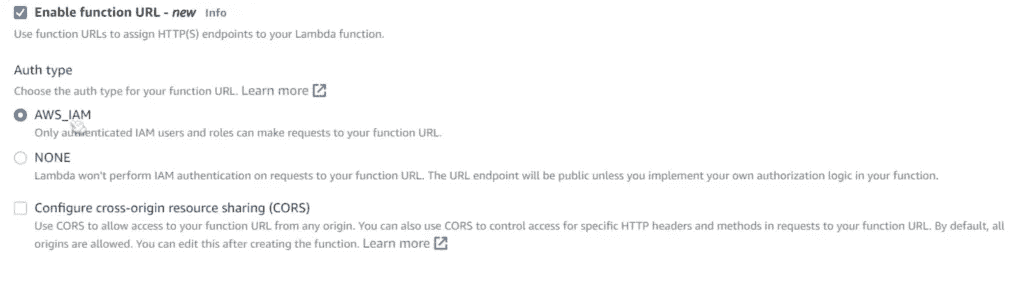 Enable function URL - new Info
Use function URLs to assign HTTP(S) endpoints to your Lambda function.
Auth type
Choose the auth type for your function URL. Learn more
AWS_IAM
Only authenticated IAM users and roles can make requests to your function URL.
NONE
Lambda won't perform IAM authentication on requests to your function URL. The URL endpoint will be public unless you implement your own authorization logic in your function.
Configure cross-origin resource sharing (CORS)
Use CORS to allow access to your function URL from any origin. You can also use CORS to control access for specific HTTP headers and methods in requests to your function URL. By default, all
origins are allowed. You can edit this after creating the function. Learn more